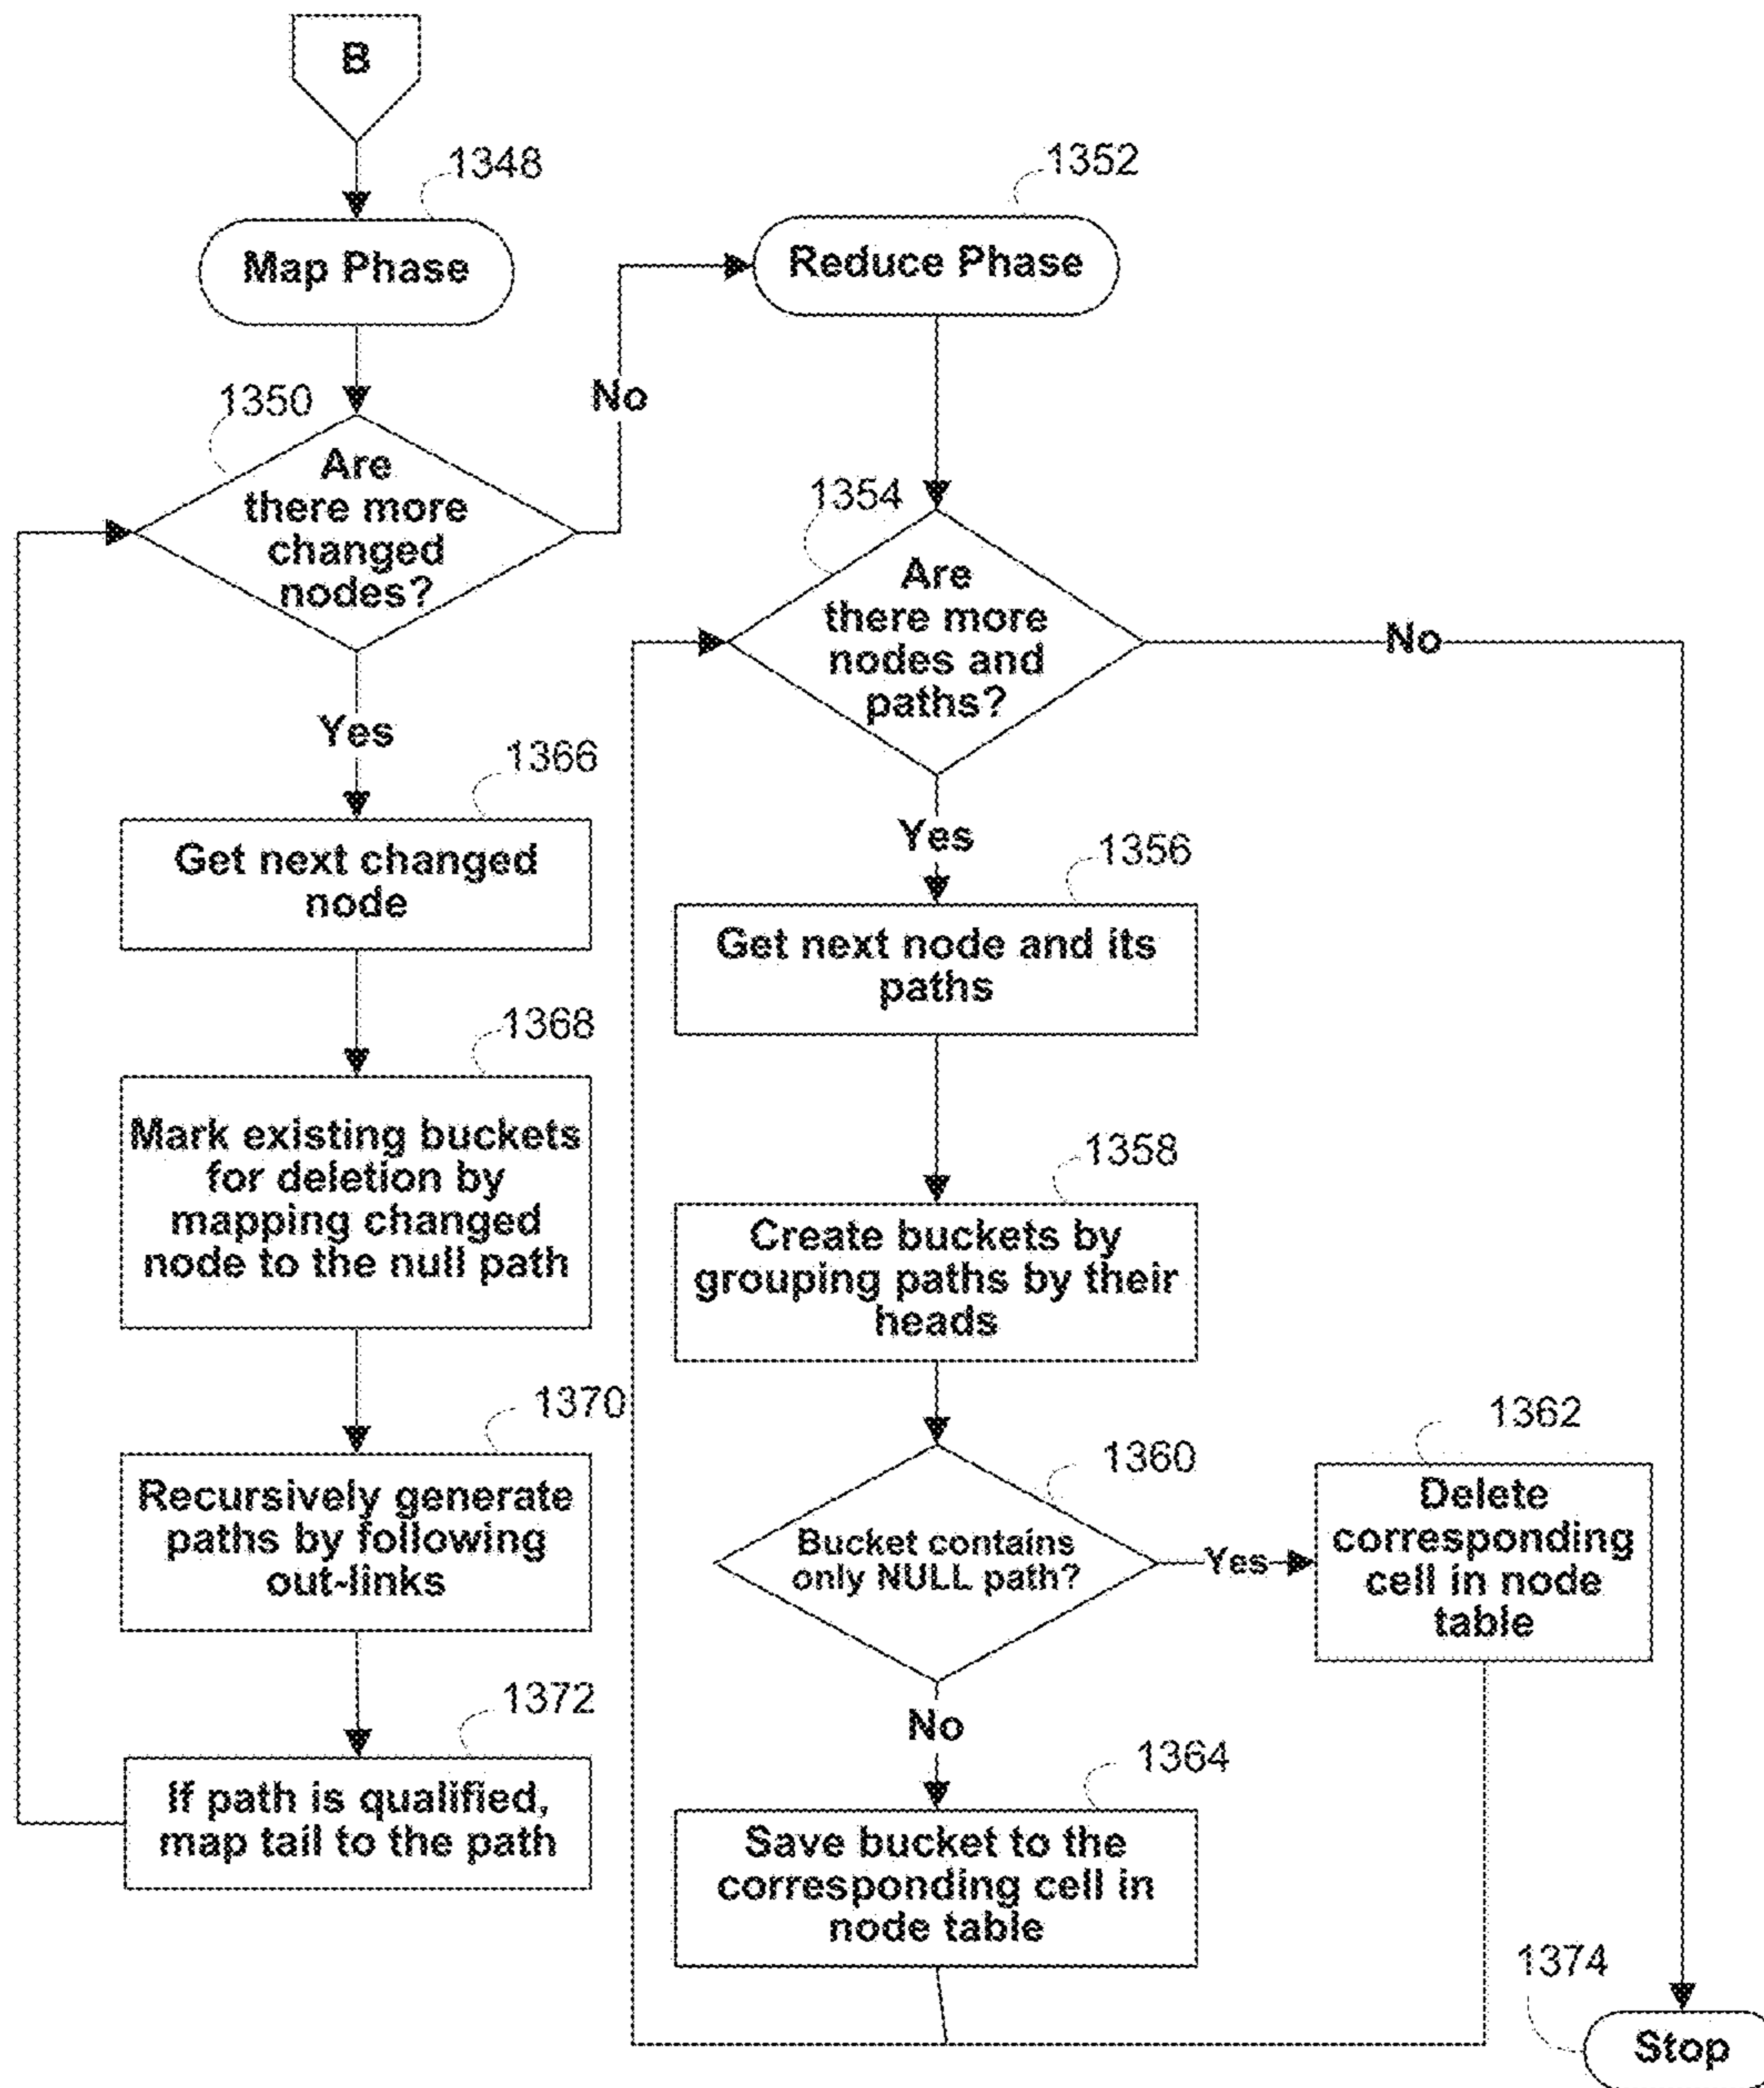 B
1348
Map Phase
1350
Are
there more
changed
nodes?
No
Yes
1366
Get next changed
node
1368
Mark existing buckets
for deletion by
mapping changed
node to the null path
1370
Recursively generate
paths by following
out-links
1372
If path is qualified,
map tail to the path
1352
Reduce Phase
1354
Are
there more
nodes and
paths?
No
Yes
1356
Get next node and its
paths
1358
Create buckets by
grouping paths by their
heads
1360
Bucket contains
only NULL path?
Yes
1362
Delete
corresponding
cell in node
table
No
1364
Save bucket to the
corresponding cell in
node table
1374
Stop